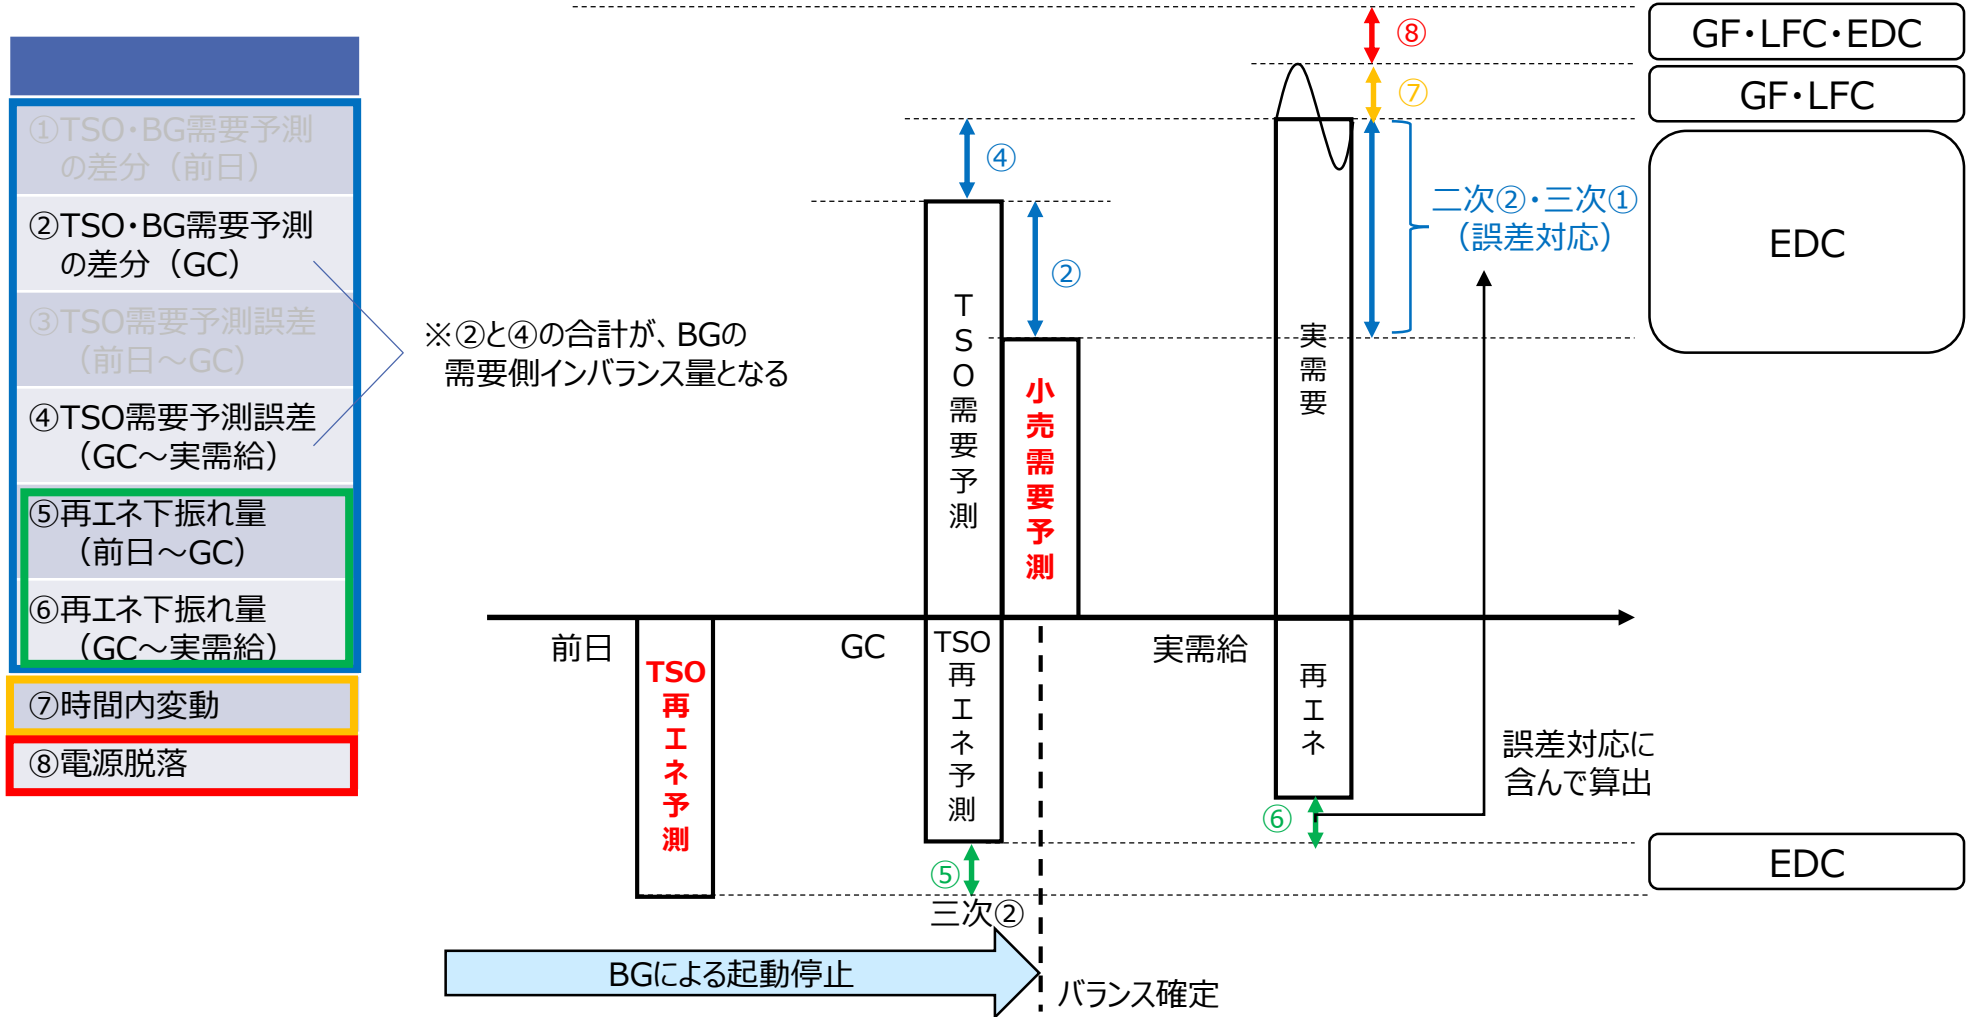 ①TSO・BG需要予測
の差分（前日）
②TSO・BG需要予測
の差分（GC）
③TSO需要予測誤差
（前日～GC）
④TSO需要予測誤差
（GC～実需給）
⑤再エネ下振れ量
（前日～GC）
⑥再エネ下振れ量
（GC～実需給）
⑦時間内変動
⑧電源脱落
※②と④の合計が、BGの
需要側インバランス量となる
④
②
TSO需要予測
小売需要予測
⑧
⑦
実需要
二次②・三次①
（誤差対応）
GF・LFC・EDC
GF・LFC
EDC
前日
GC
実需給
TSO
再エネ予測
TSO
再エネ予測
再エネ
⑤
三次②
⑥
誤差対応に
含んで算出
EDC
BGによる起動停止
バランス確定